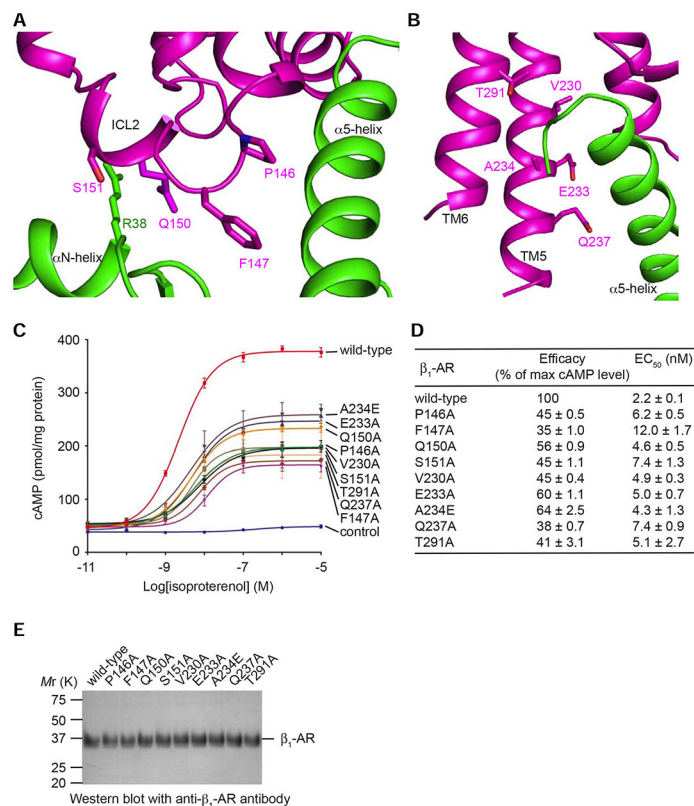 A
ICL2
S151
R38
Q150
P146
F147
αN-helix
α5-helix
B
T291
V230
A234
E233
Q237
TM6
TM5
α5-helix
C
cAMP (pmol/mg protein)
400
300
200
100
0
-11 -10 -9 -8 -7 -6 -5
Log[isoproterenol] (M)
wild-type
A234E
E233A
Q150A
P146A
V230A
S151A
T291A
Q237A
F147A
control
D
β1-AR Efficacy (% of max cAMP level) EC50 (nM)
wild-type 100 2.2 ± 0.1
P146A 45 ± 0.5 6.2 ± 0.5
F147A 35 ± 1.0 12.0 ± 1.7
Q150A 56 ± 0.9 4.6 ± 0.5
S151A 45 ± 1.1 7.4 ± 1.3
V230A 45 ± 0.4 4.9 ± 0.3
E233A 60 ± 1.1 5.0 ± 0.7
A234E 64 ± 2.5 4.3 ± 1.3
Q237A 38 ± 0.7 7.4 ± 0.9
T291A 41 ± 3.1 5.1 ± 2.7
E
Mr (K)
wild-type P146A F147A Q150A S151A V230A E233A A234E Q237A T291A
75
50
37
25
20
β1-AR
Western blot with anti-β1-AR antibody